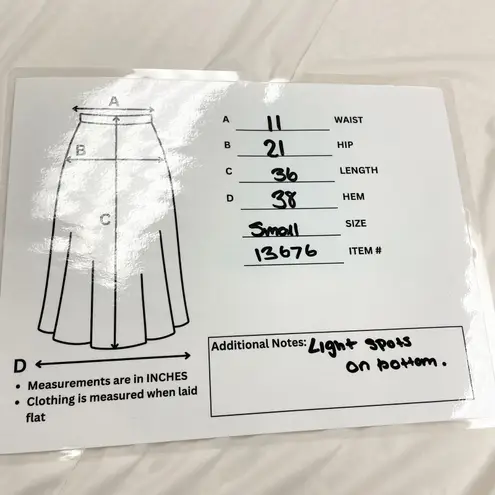 A
B
C
D
A 11 WAIST
B 21 HIP
C 36 LENGTH
D 38 HEM
Small SIZE
13676 ITEM #
• Measurements are in INCHES
• Clothing is measured when laid
flat
Additional Notes: Light spots
on bottom.